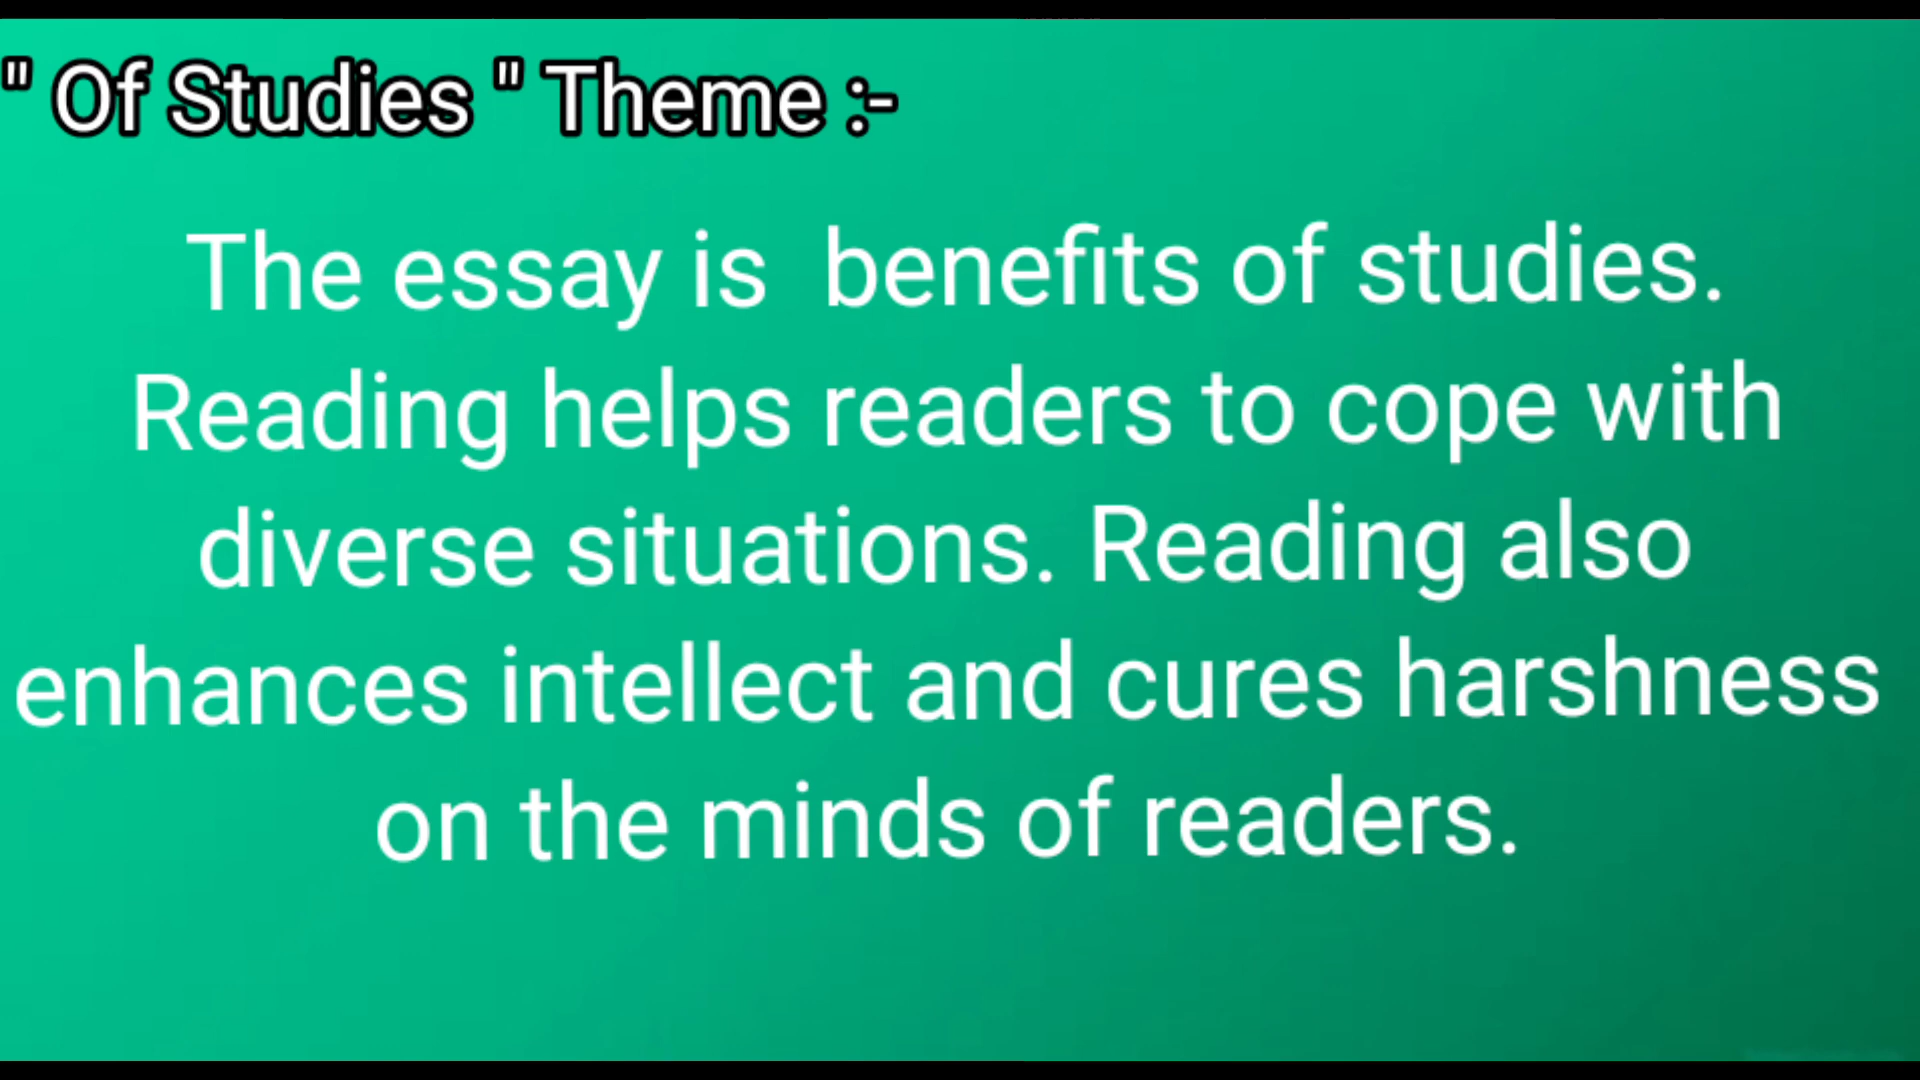 " Of Studies " Theme :-
The essay is  benefits of studies.
Reading helps readers to cope with
diverse situations. Reading also
enhances intellect and cures harshness
on the minds of readers.